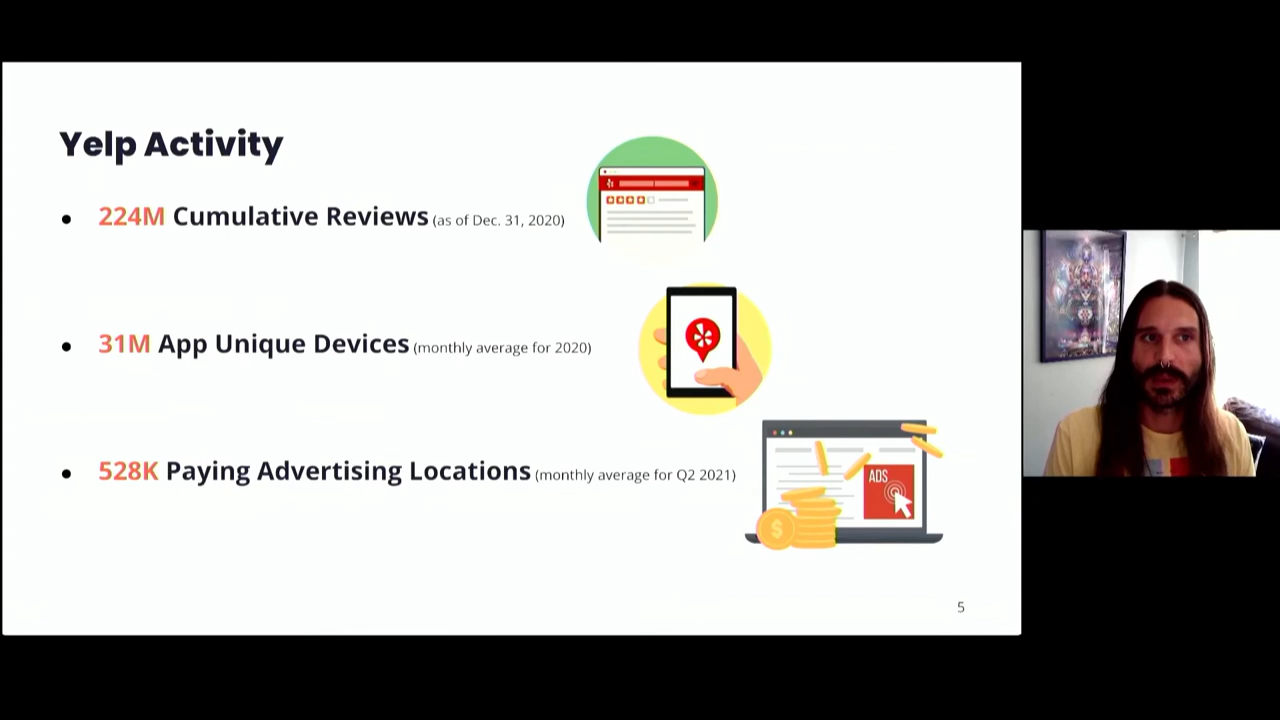 Yelp Activity
224M Cumulative Reviews (as of Dec. 31, 2020)
31M App Unique Devices (monthly average for 2020)
528K Paying Advertising Locations (monthly average for Q2 2021)
ADS
$
5